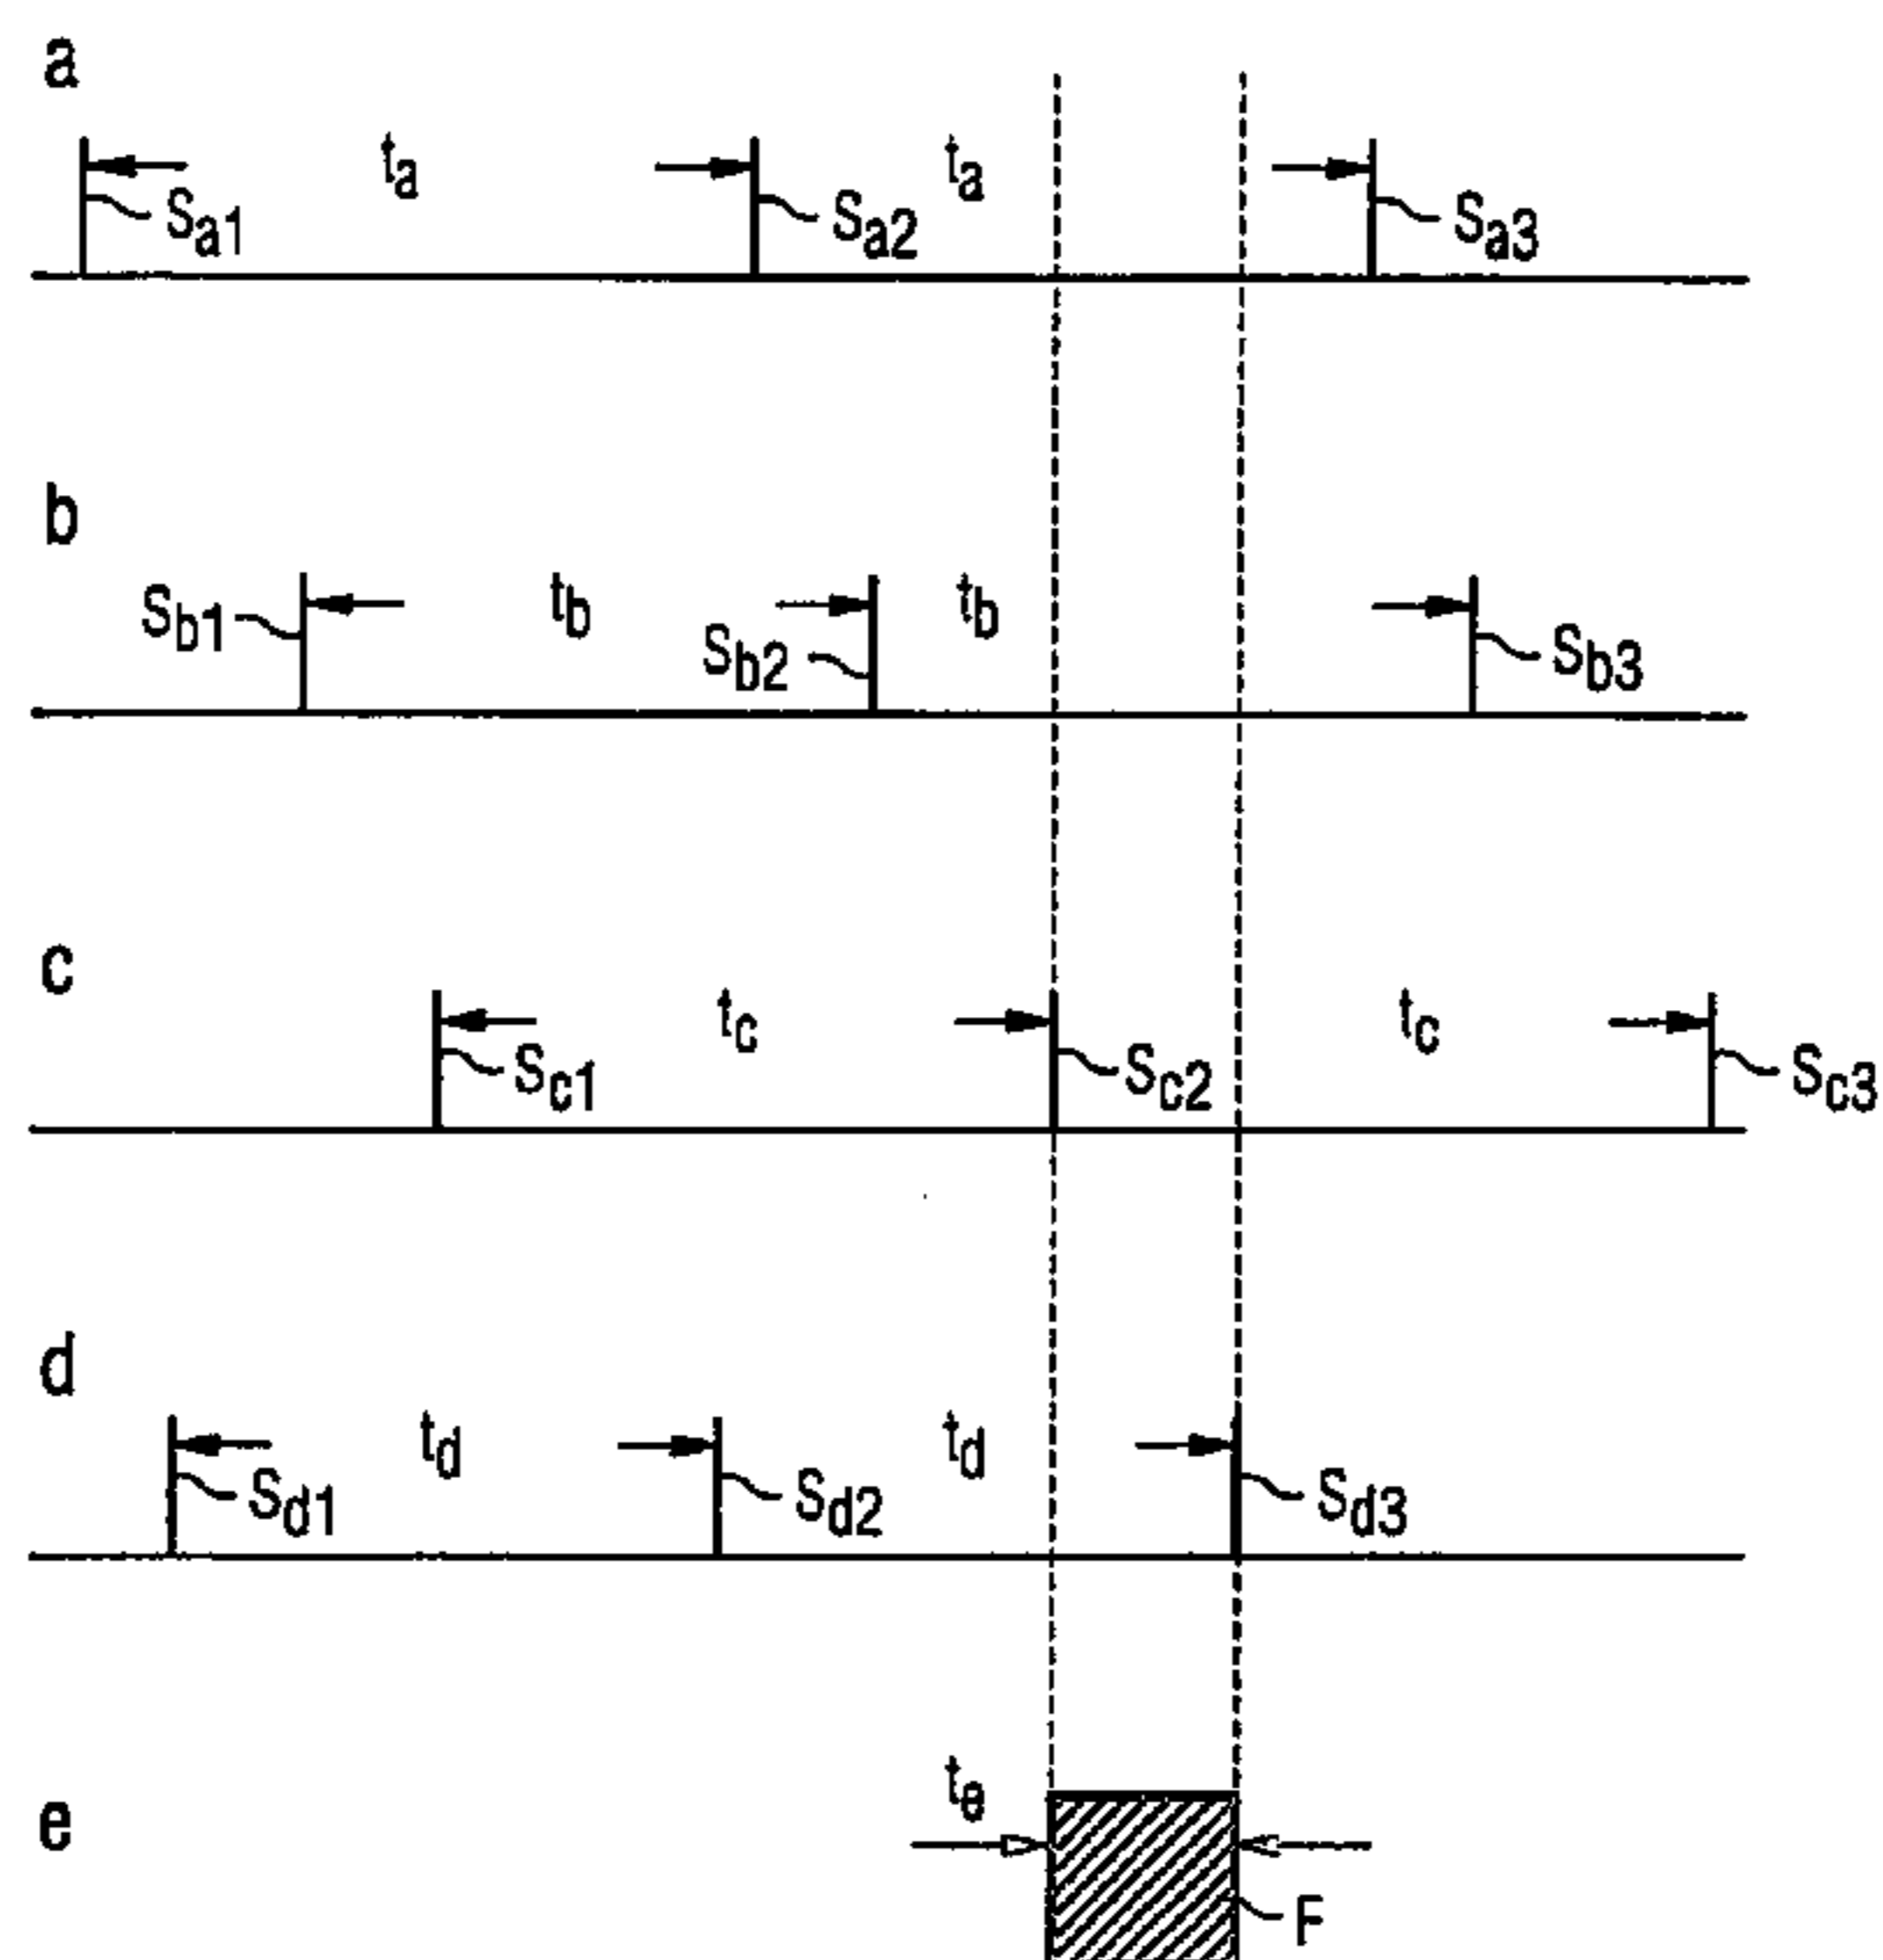 a
ta ta
Sa1 Sa2 Sa3
b
tb tb
Sb1 Sb2 Sb3
c
tc tc
Sc1 Sc2 Sc3
d
td td
Sd1 Sd2 Sd3
te
e
F